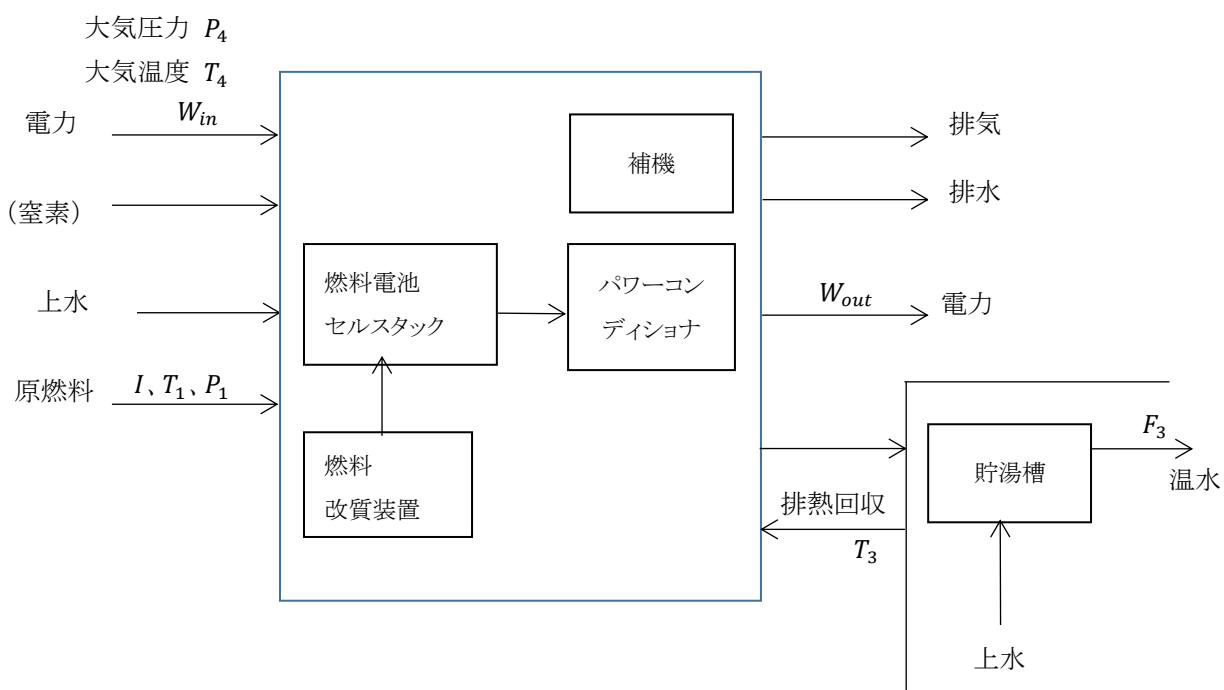 大気圧力 P₄
大気温度 T₄
電力
W_in
(窒素)
上水
原燃料
I、T₁、P₁
補機
燃料電池
セルスタック
パワーコン
ディショナ
燃料
改質装置
排気
排水
W_out
電力
排熱回収
T₃
貯湯槽
F₃
温水
上水